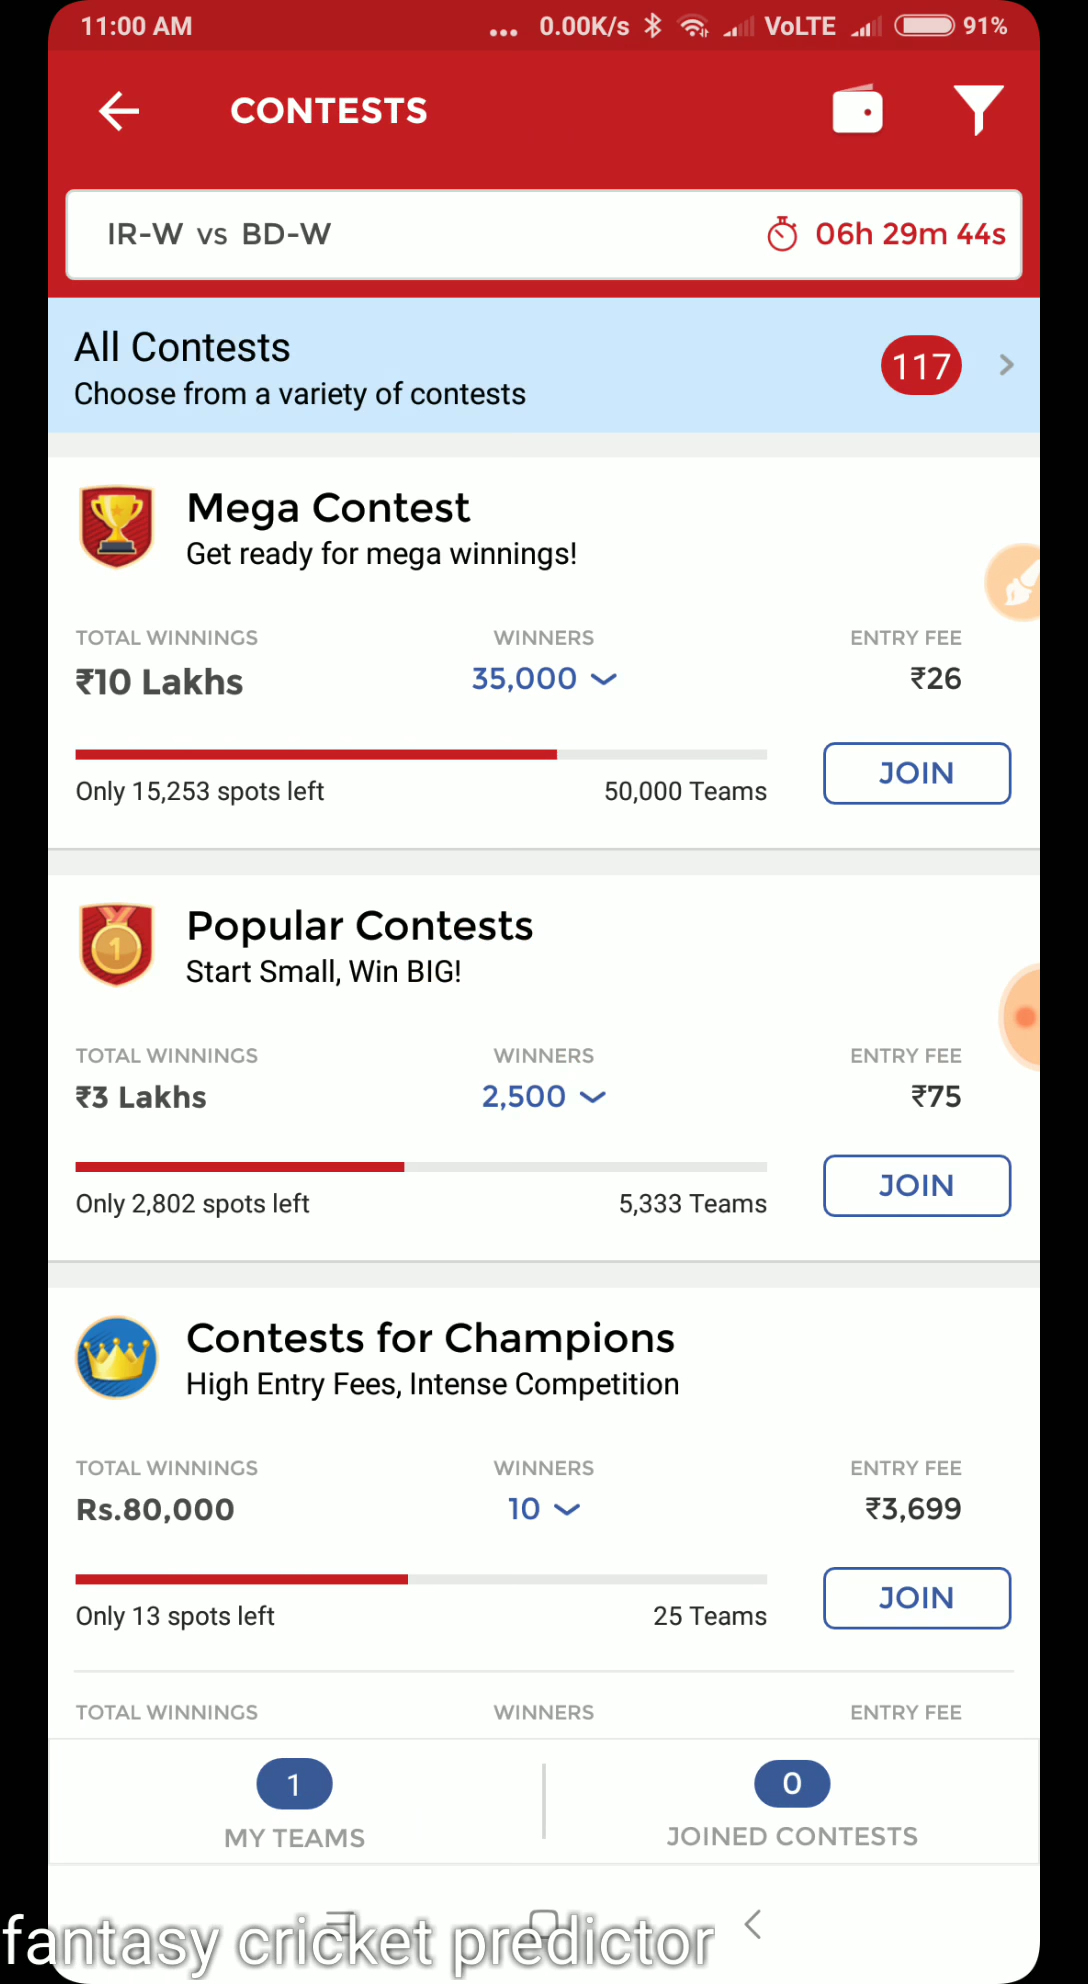 11:00 AM ... 0.00K/s VoLTE 91%
CONTESTS
IR-W vs BD-W 06h 29m 44s
All Contests 117
Choose from a variety of contests
Mega Contest
Get ready for mega winnings!
TOTAL WINNINGS WINNERS ENTRY FEE
₹10 Lakhs 35,000 ₹26
Only 15,253 spots left 50,000 Teams JOIN
Popular Contests
1
Start Small, Win BIG!
TOTAL WINNINGS WINNERS ENTRY FEE
₹3 Lakhs 2,500 ₹75
Only 2,802 spots left 5,333 Teams JOIN
Contests for Champions
High Entry Fees, Intense Competition
TOTAL WINNINGS WINNERS ENTRY FEE
Rs.80,000 10 ₹3,699
Only 13 spots left 25 Teams JOIN
TOTAL WINNINGS WINNERS ENTRY FEE
1 0
MY TEAMS JOINED CONTESTS
fantasy cricket predictor